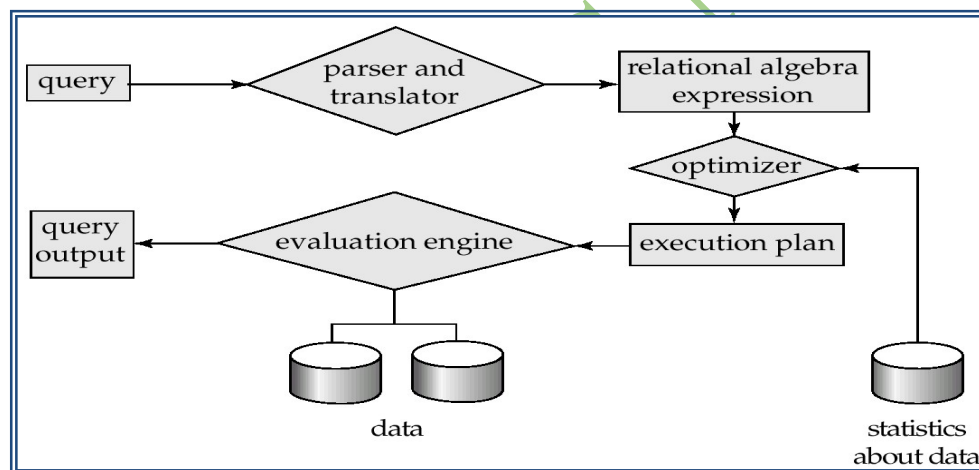 query
parser and
translator
relational algebra
expression
optimizer
query
output
evaluation engine
execution plan
data
statistics
about data